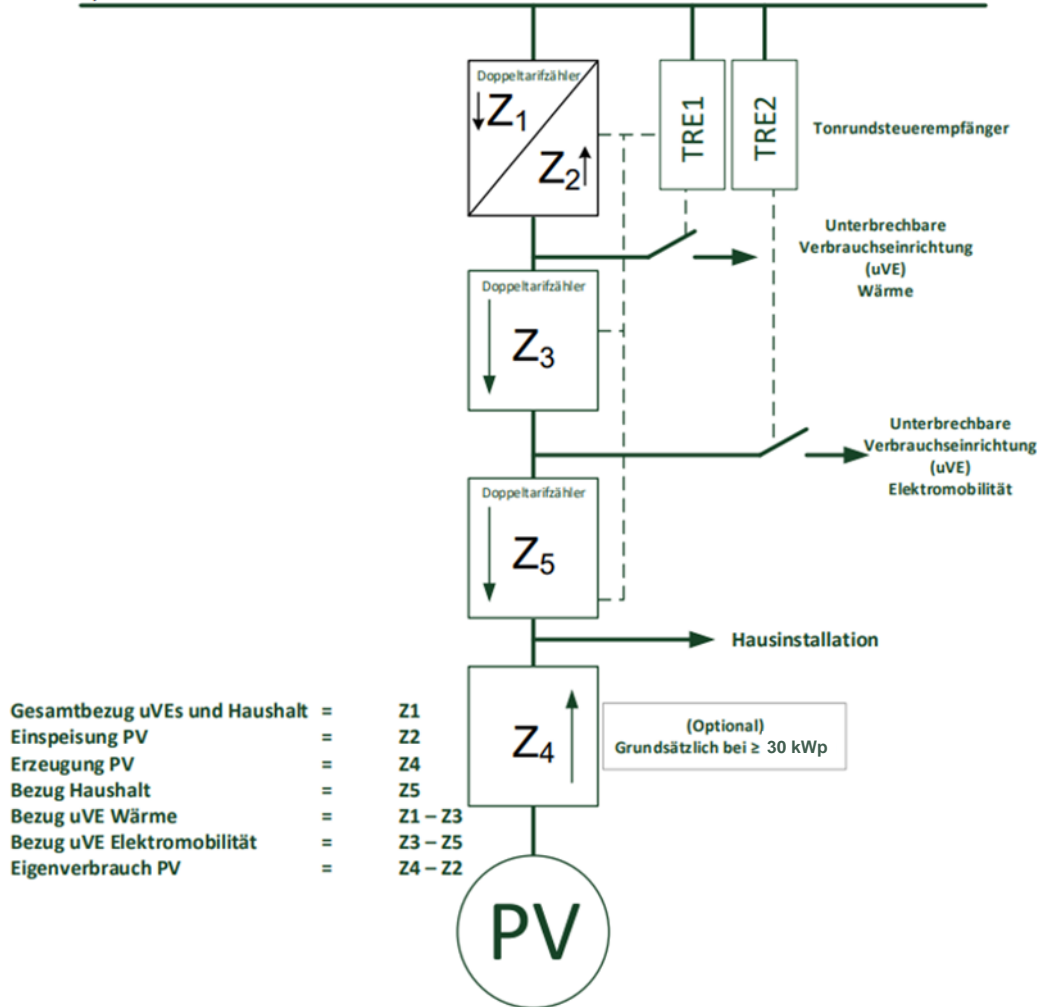 Doppeltarifzähler
Z1
Z2
TRE1
TRE2
Tonrundsteuerempfänger
Unterbrechbare
Verbrauchseinrichtung
(uVE)
Wärme
Doppeltarifzähler
Z3
Unterbrechbare
Verbrauchseinrichtung
(uVE)
Elektromobilität
Doppeltarifzähler
Z5
Hausinstallation
Z4
(Optional)
Grundsätzlich bei ≥ 30 kWp
Gesamtbezug uVEs und Haushalt = Z1
Einspeisung PV = Z2
Erzeugung PV = Z4
Bezug Haushalt = Z5
Bezug uVE Wärme = Z1 – Z3
Bezug uVE Elektromobilität = Z3 – Z5
Eigenverbrauch PV = Z4 – Z2
PV